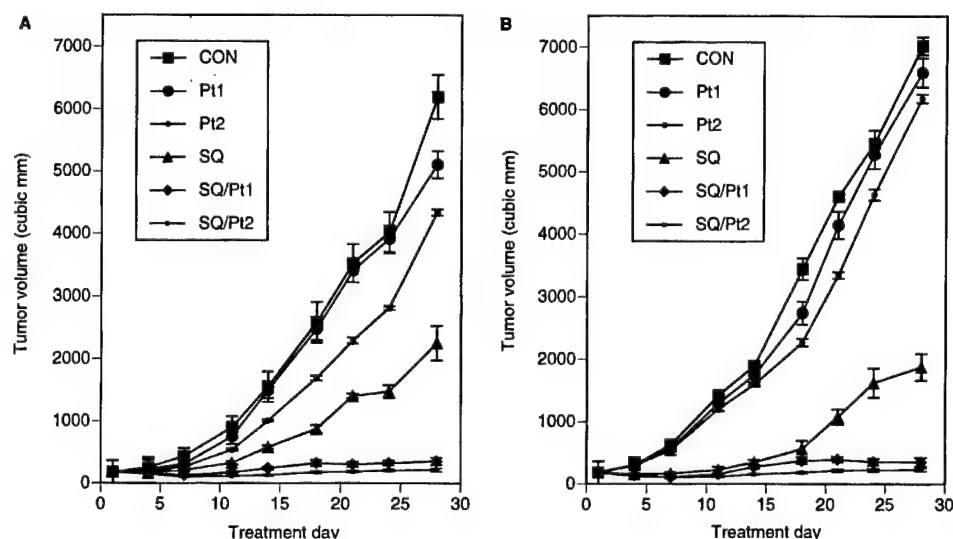 A
7000
6000
5000
4000
3000
2000
1000
0
Tumor volume (cubic mm)
CON
Pt1
Pt2
SQ
SQ/Pt1
SQ/Pt2
0 5 10 15 20 25 30
Treatment day
B
7000
6000
5000
4000
3000
2000
1000
0
Tumor volume (cubic mm)
CON
Pt1
Pt2
SQ
SQ/Pt1
SQ/Pt2
0 5 10 15 20 25 30
Treatment day